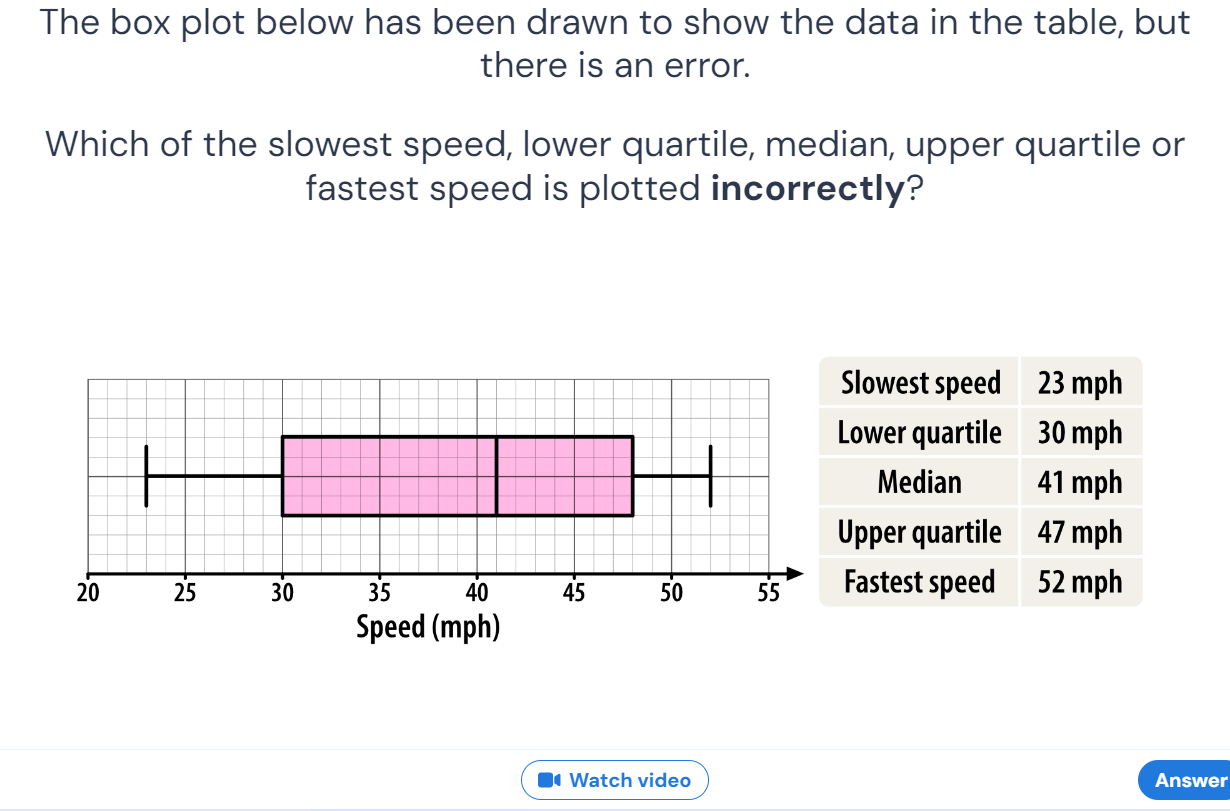 The box plot below has been drawn to show the data in the table, but
there is an error.
Which of the slowest speed, lower quartile, median, upper quartile or
fastest speed is plotted incorrectly?
20 25 30 35 40 45 50 55
Speed (mph)
Slowest speed 23 mph
Lower quartile 30 mph
Median 41 mph
Upper quartile 47 mph
Fastest speed 52 mph
Watch video
Answer